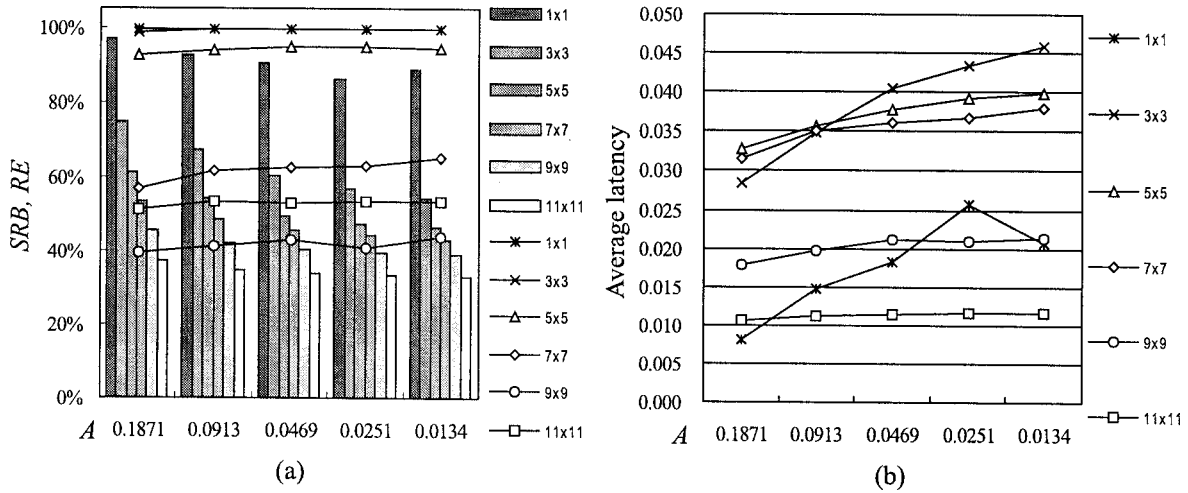 SRB, RE
100%
80%
60%
40%
20%
0%
A 0.1871 0.0913 0.0469 0.0251 0.0134
1x1
3x3
5x5
7x7
9x9
11x11
1x1
3x3
5x5
7x7
9x9
11x11
(a)
Average latency
0.050
0.045
0.040
0.035
0.030
0.025
0.020
0.015
0.010
0.005
0.000
A 0.1871 0.0913 0.0469 0.0251 0.0134
1x1
3x3
5x5
7x7
9x9
11x11
(b)